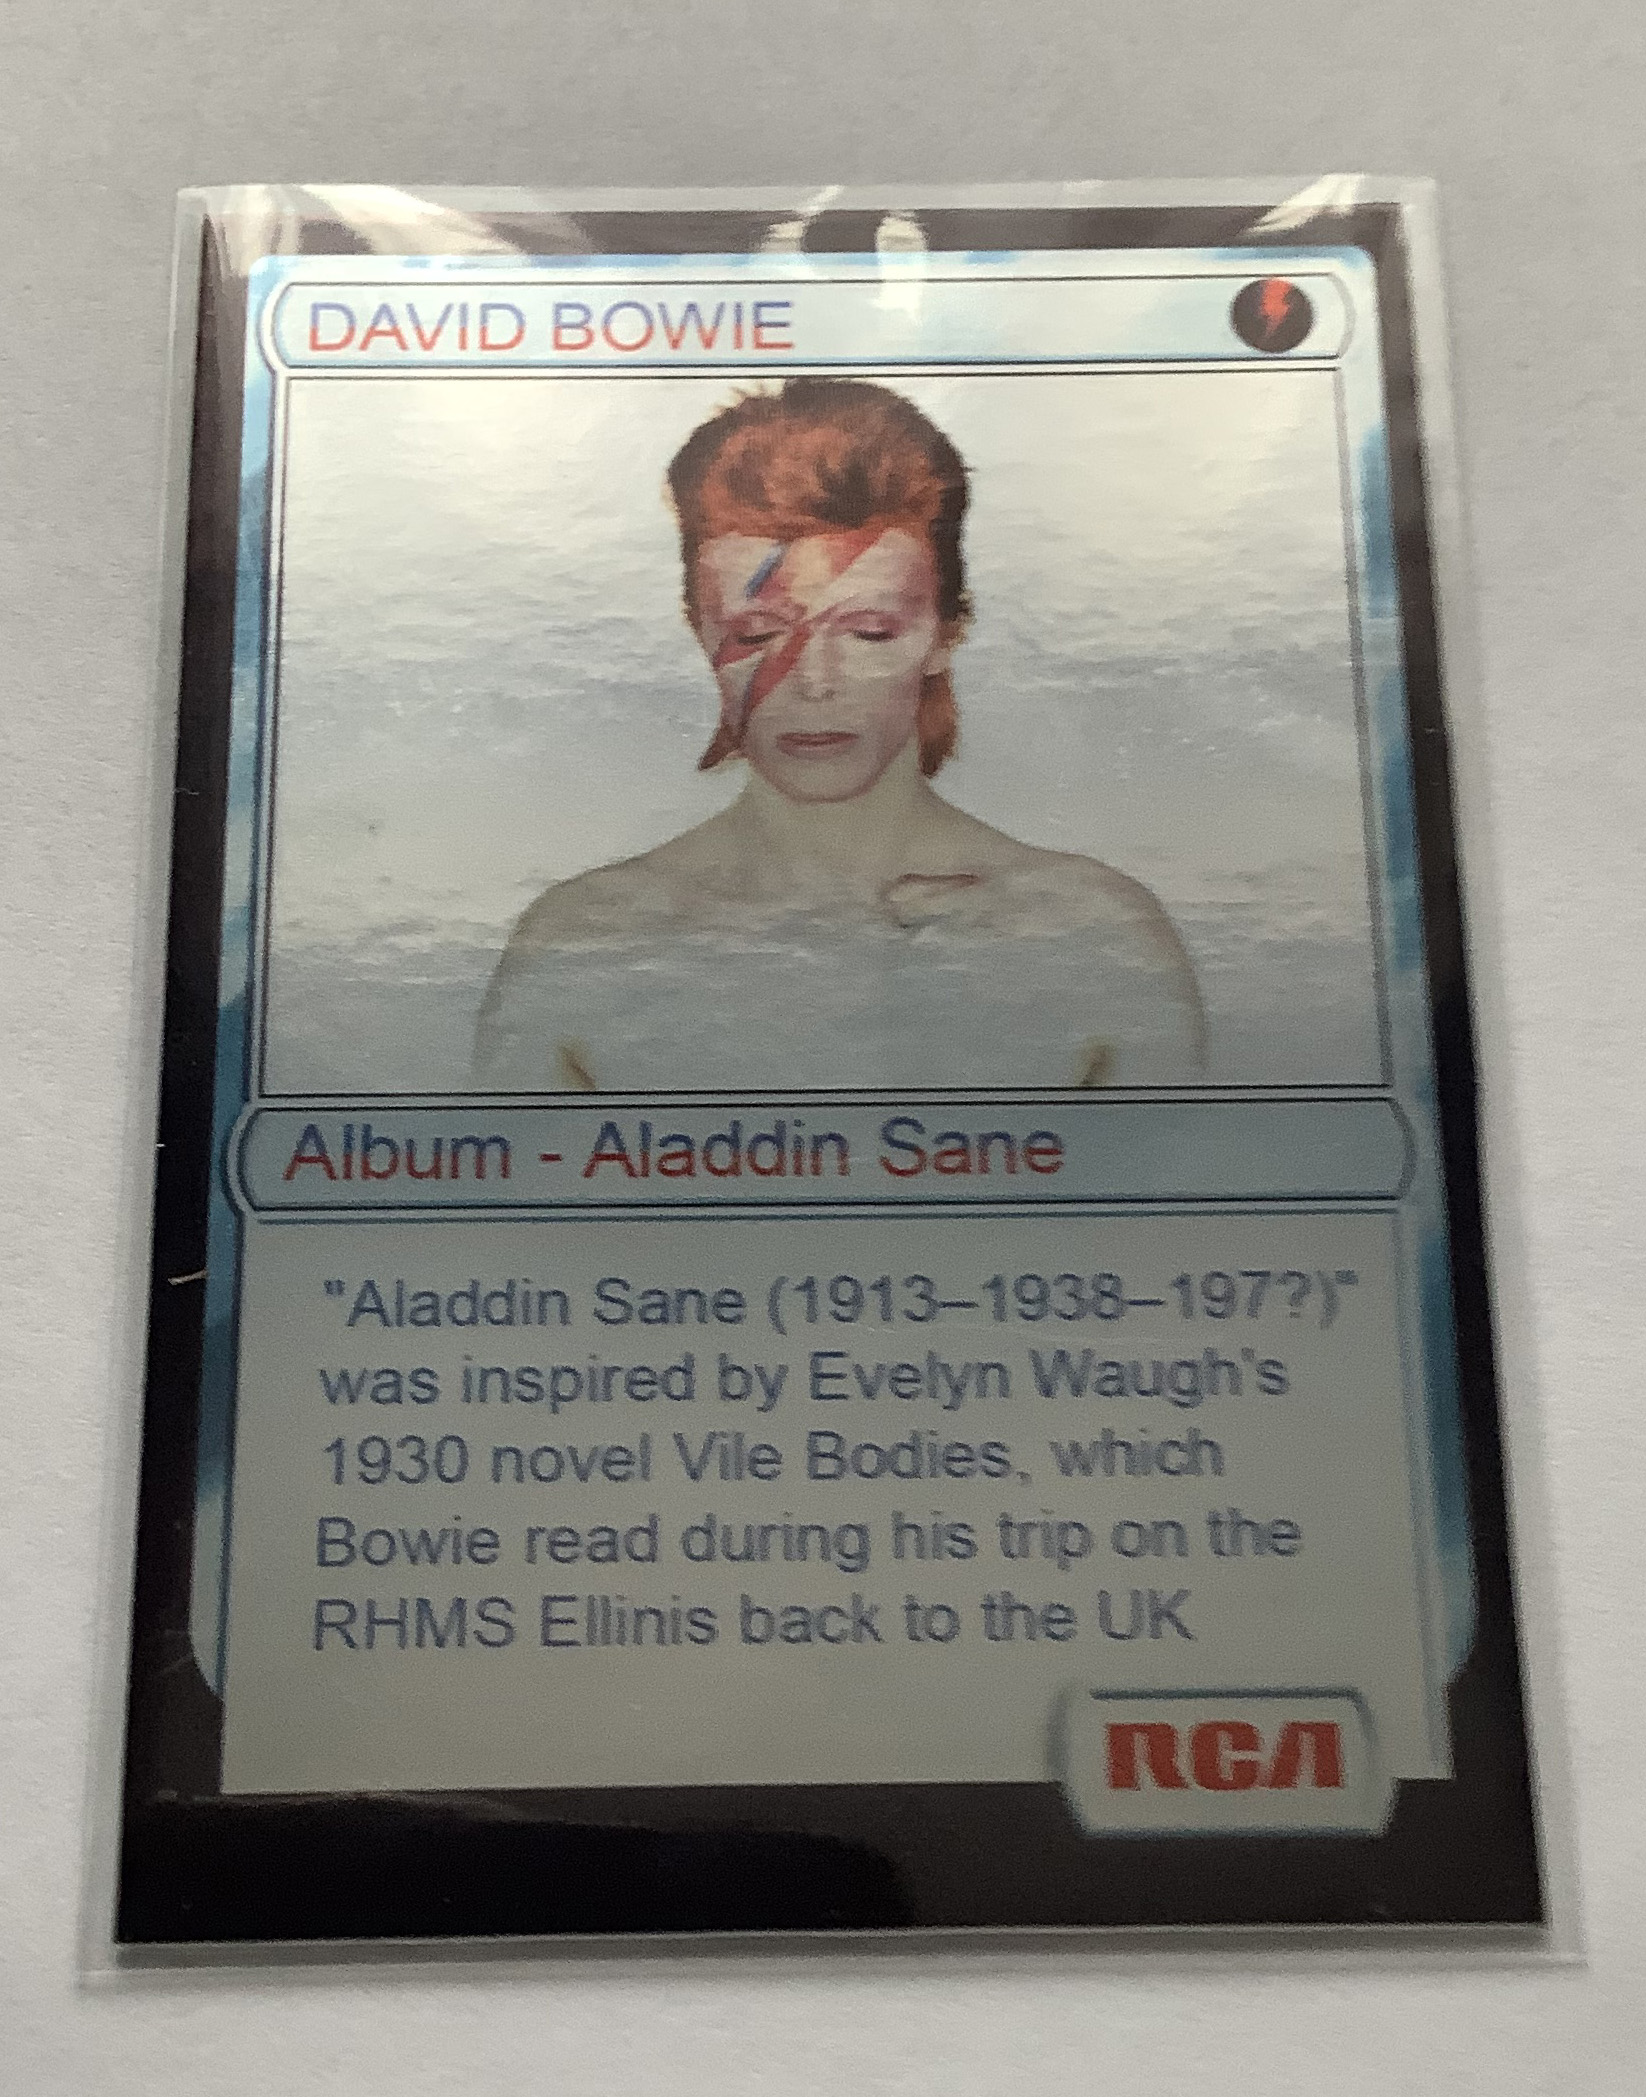 DAVID BOWIE
Album - Aladdin Sane
"Aladdin Sane (1913–1938–197?)"
was inspired by Evelyn Waugh's
1930 novel Vile Bodies, which
Bowie read during his trip on the
RHMS Ellinis back to the UK
RCA